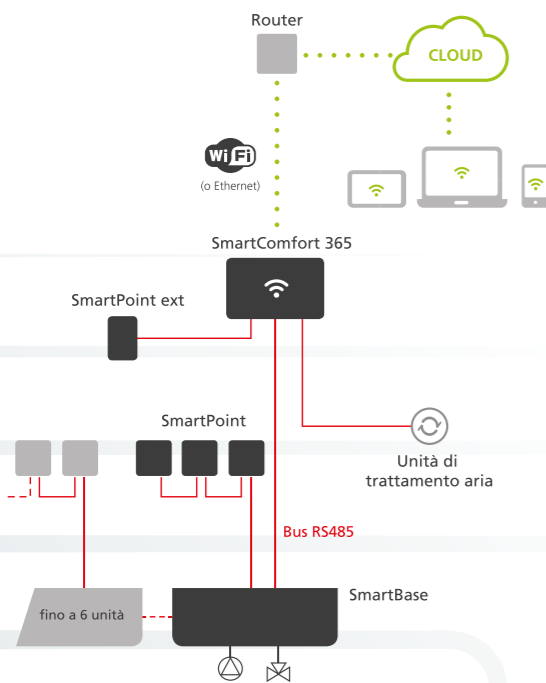 Router
CLOUD
WiFi
(o Ethernet)
SmartComfort 365
SmartPoint ext
SmartPoint
Unità di
trattamento aria
Bus RS485
SmartBase
fino a 6 unità